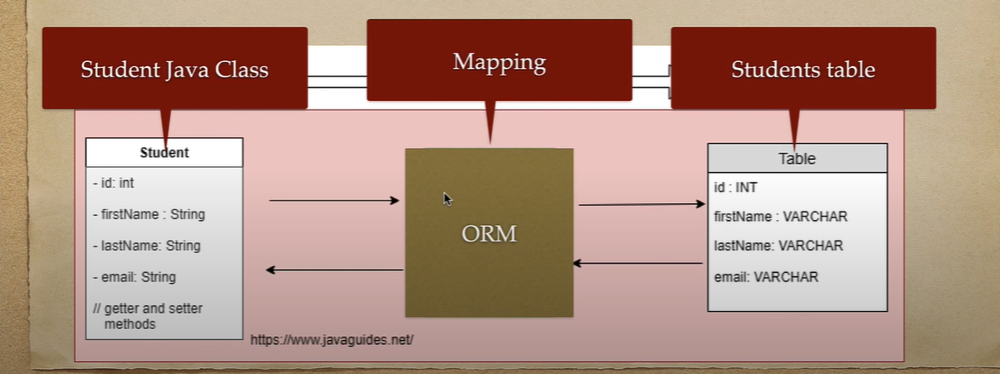 Student Java Class
Mapping
Students table
Student
- id: int
- firstName : String
- lastName: String
- email: String
// getter and setter
methods
ORM
Table
id : INT
firstName : VARCHAR
lastName: VARCHAR
email: VARCHAR
https://www.javaguides.net/